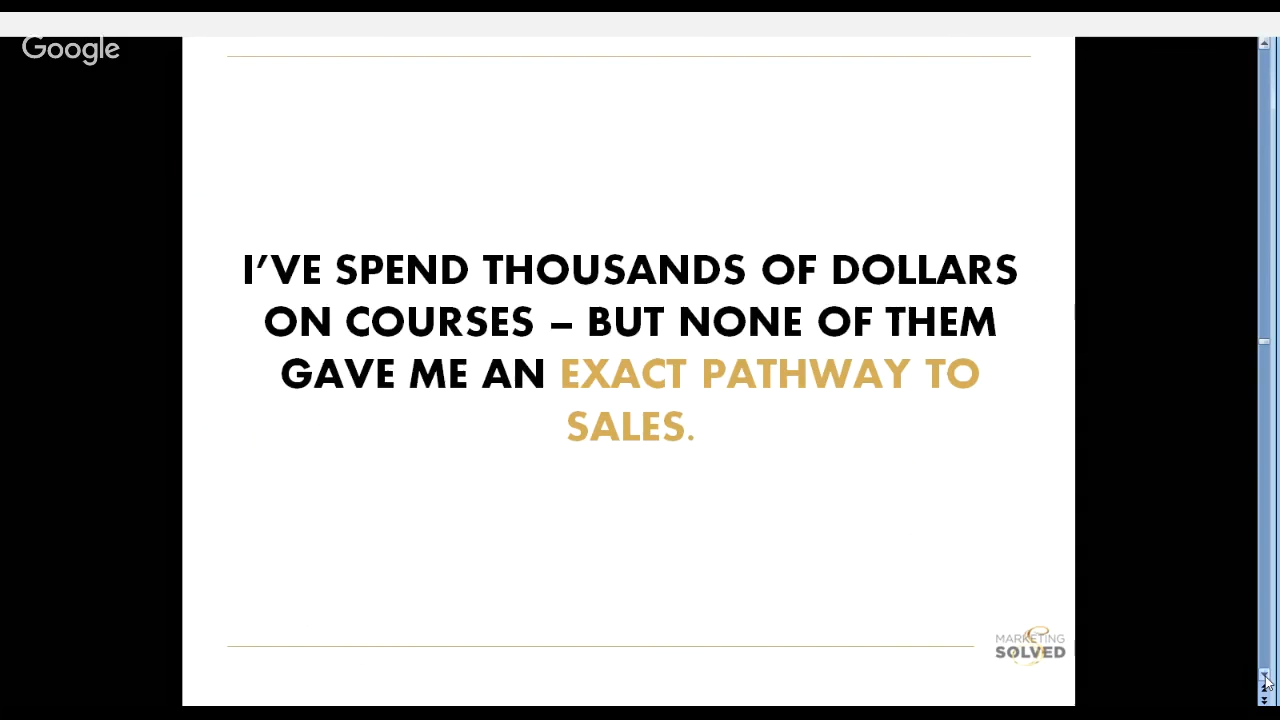 Google
I’VE SPEND THOUSANDS OF DOLLARS
ON COURSES – BUT NONE OF THEM
GAVE ME AN EXACT PATHWAY TO
SALES.
MARKETING
SOLVED